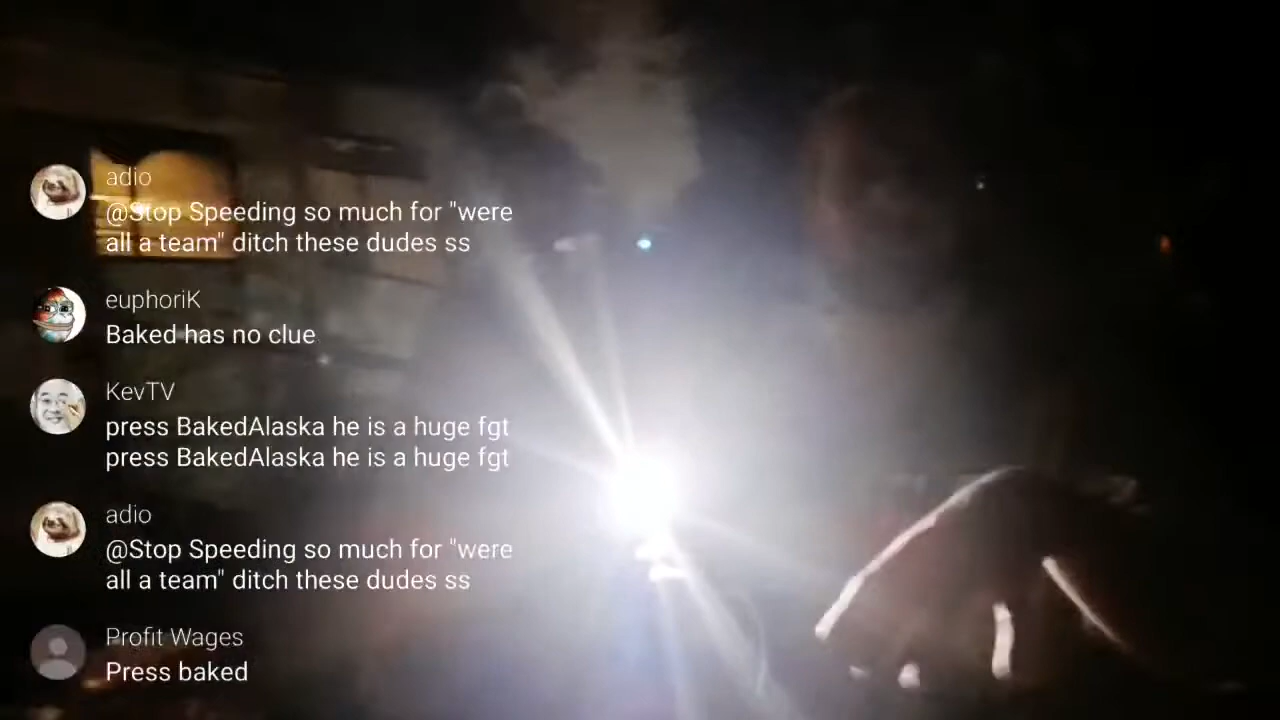 adio
@Stop Speeding so much for "were
all a team" ditch these dudes ss
euphoriK
Baked has no clue
KevTV
press BakedAlaska he is a huge fgt
press BakedAlaska he is a huge fgt
adio
@Stop Speeding so much for "were
all a team" ditch these dudes ss
Profit Wages
Press baked